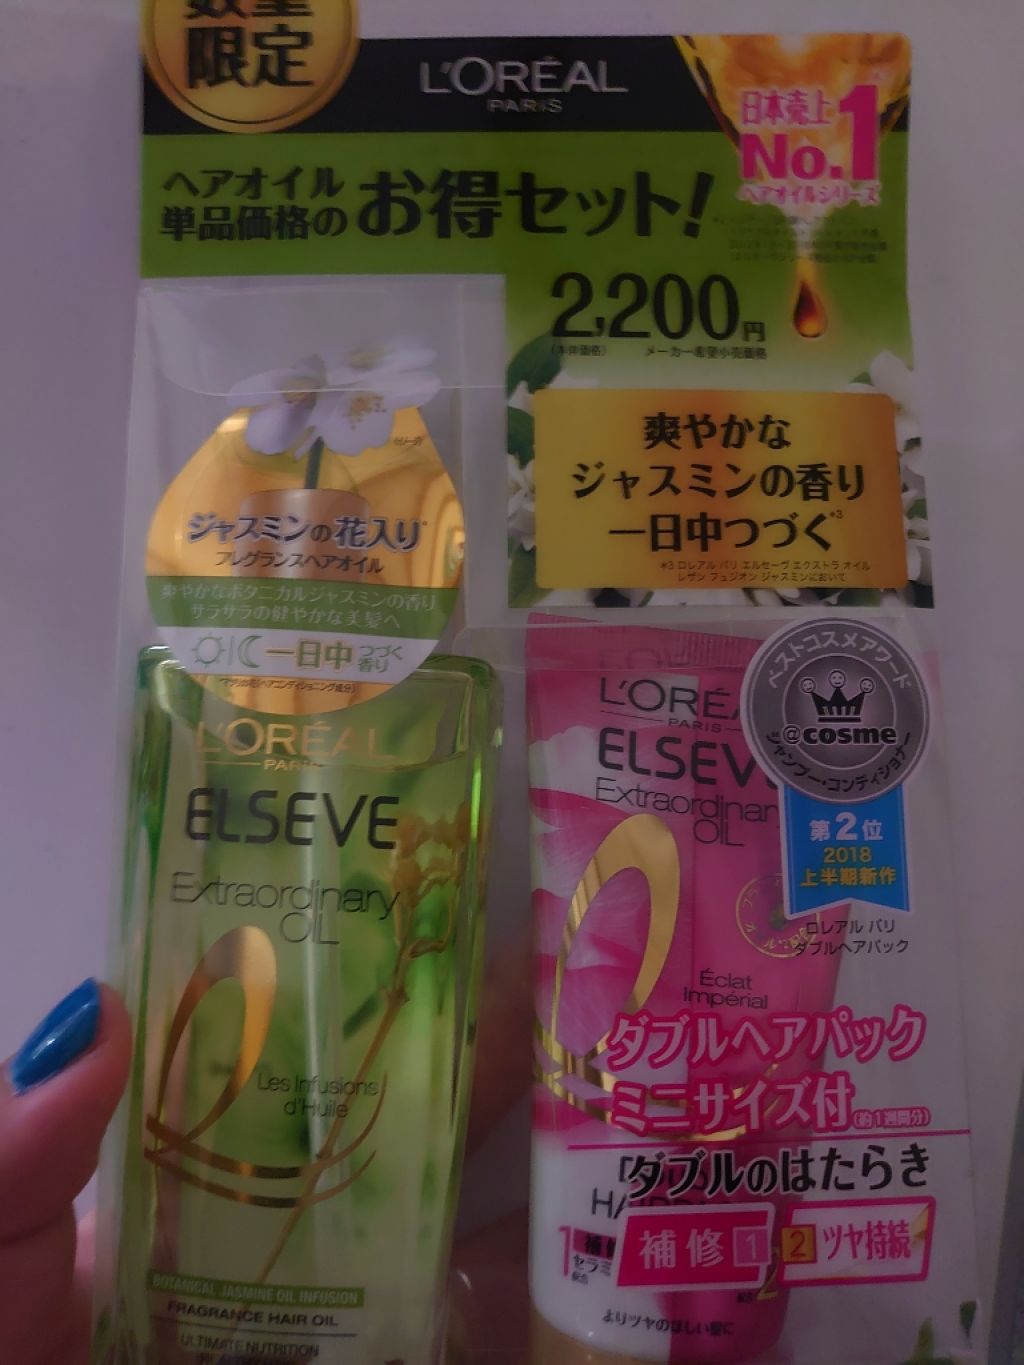 数量
限定
L'ORÉAL
PARIS
日本売上
No.1
ヘアオイルシリーズ
ヘアオイル
単品価格の
お得セット!
2,200円
(本体価格) メーカー希望小売価格
爽やかな
ジャスミンの香り
一日中つづく*3
*3 ロレアル パリ エルセーヴ エクストラ オイル
レザン フュジオン ジャスミンにおいて
ジャスミンの花入り*
フレグランスヘアオイル
爽やかなボタニカルジャスミンの香り
サラサラの健やかな美髪へ
一日中つづく香り
L'ORÉAL
PARIS
ELSEVE
Extraordinary
OIL
Les Infusions
d'Huile
BOTANICAL JASMINE OIL INFUSION
FRAGRANCE HAIR OIL
ULTIMATE NUTRITION
L'ORÉA
PARIS
ELSEV
Extraordinar
OIL
ベストコスメアワード
@cosme
シャンプー・コンディショナー
第2位
2018
上半期新作
ロレアル パリ
ダブルヘアパック
Éclat
Impérial
ダブルヘアパック
ミニサイズ付(約1週間分)
「ダブルのはたらき
補修 1 2 ツヤ持続
よりツヤのほしい髪に